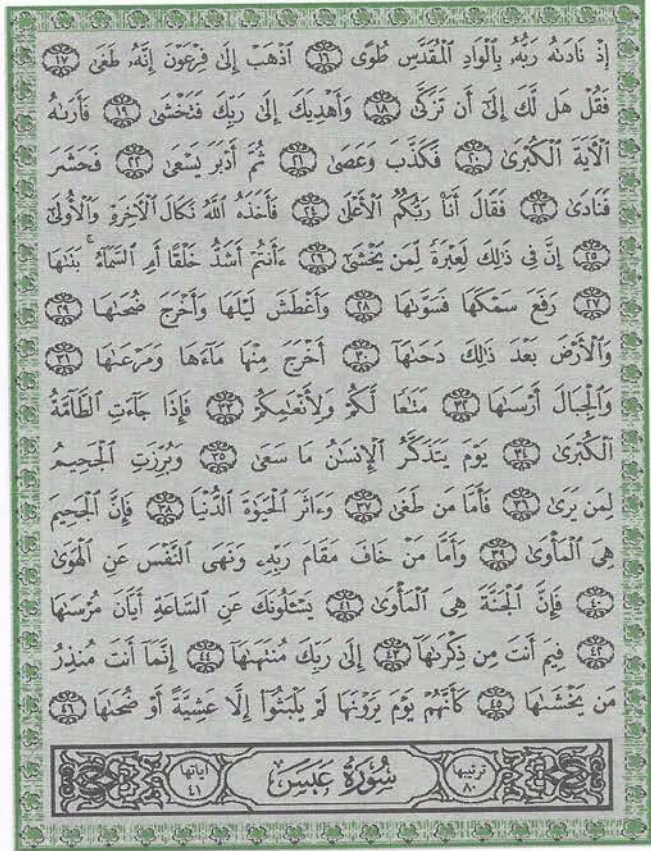 إِذْ نَادَىٰهُ رَبُّهُۥ بِٱلْوَادِ ٱلْمُقَدَّسِ طُوًى ١٦ ٱذْهَبْ إِلَىٰ فِرْعَوْنَ إِنَّهُۥ طَغَىٰ ١٧
فَقُلْ هَل لَّكَ إِلَىٰٓ أَن تَزَكَّىٰ ١٨ وَأَهْدِيَكَ إِلَىٰ رَبِّكَ فَتَخْشَىٰ ١٩ فَأَرَىٰهُ
ٱلْأٓيَةَ ٱلْكُبْرَىٰ ٢٠ فَكَذَّبَ وَعَصَىٰ ٢١ ثُمَّ أَدْبَرَ يَسْعَىٰ ٢٢ فَحَشَرَ
فَنَادَىٰ ٢٣ فَقَالَ أَنَا۠ رَبُّكُمُ ٱلْأَعْلَىٰ ٢٤ فَأَخَذَهُ ٱللَّهُ نَكَالَ ٱلْأٓخِرَةِ وَٱلْأُولَىٰٓ
٢٥ إِنَّ فِى ذَٰلِكَ لَعِبْرَةً لِّمَن يَخْشَىٰٓ ٢٦ ءَأَنتُمْ أَشَدُّ خَلْقًا أَمِ ٱلسَّمَآءُ ۚ بَنَىٰهَا
٢٧ رَفَعَ سَمْكَهَا فَسَوَّىٰهَا ٢٨ وَأَغْطَشَ لَيْلَهَا وَأَخْرَجَ ضُحَىٰهَا ٢٩
وَٱلْأَرْضَ بَعْدَ ذَٰلِكَ دَحَىٰهَآ ٣٠ أَخْرَجَ مِنْهَا مَآءَهَا وَمَرْعَىٰهَا ٣١
وَٱلْجِبَالَ أَرْسَىٰهَا ٣٢ مَتَٰعًا لَّكُمْ وَلِأَنْعَٰمِكُمْ ٣٣ فَإِذَا جَآءَتِ ٱلطَّآمَّةُ
ٱلْكُبْرَىٰ ٣٤ يَوْمَ يَتَذَكَّرُ ٱلْإِنسَٰنُ مَا سَعَىٰ ٣٥ وَبُرِّزَتِ ٱلْجَحِيمُ
لِمَن يَرَىٰ ٣٦ فَأَمَّا مَن طَغَىٰ ٣٧ وَءَاثَرَ ٱلْحَيَوٰةَ ٱلدُّنْيَا ٣٨ فَإِنَّ ٱلْجَحِيمَ
هِىَ ٱلْمَأْوَىٰ ٣٩ وَأَمَّا مَنْ خَافَ مَقَامَ رَبِّهِۦ وَنَهَى ٱلنَّفْسَ عَنِ ٱلْهَوَىٰ
٤٠ فَإِنَّ ٱلْجَنَّةَ هِىَ ٱلْمَأْوَىٰ ٤١ يَسْـَٔلُونَكَ عَنِ ٱلسَّاعَةِ أَيَّانَ مُرْسَىٰهَا
٤٢ فِيمَ أَنتَ مِن ذِكْرَىٰهَآ ٤٣ إِلَىٰ رَبِّكَ مُنتَهَىٰهَآ ٤٤ إِنَّمَآ أَنتَ مُنذِرُ
مَن يَخْشَىٰهَا ٤٥ كَأَنَّهُمْ يَوْمَ يَرَوْنَهَا لَمْ يَلْبَثُوٓا۟ إِلَّا عَشِيَّةً أَوْ ضُحَىٰهَا ٤٦
ترتيبها ٨٠ سُورَةُ عَبَسَ آياتها ٤١